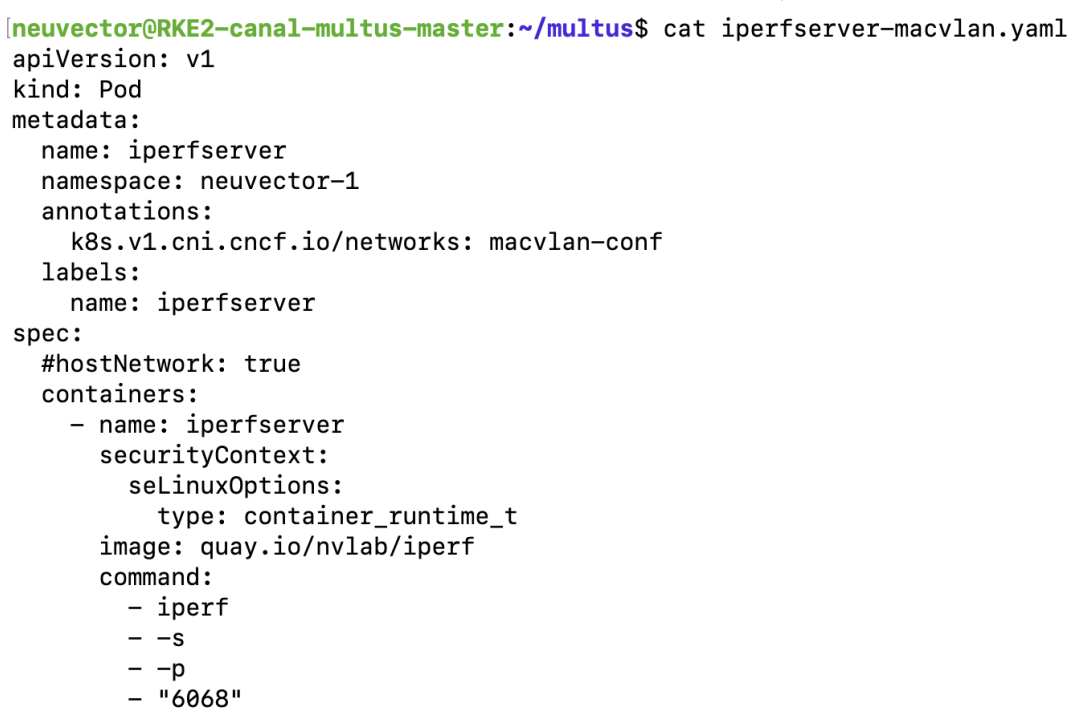 [neuvector@RKE2-canal-multus-master:~/multus$ cat iperfserver-macvlan.yaml
apiVersion: v1
kind: Pod
metadata:
  name: iperfserver
  namespace: neuvector-1
  annotations:
    k8s.v1.cni.cncf.io/networks: macvlan-conf
  labels:
    name: iperfserver
spec:
  #hostNetwork: true
  containers:
    - name: iperfserver
      securityContext:
        seLinuxOptions:
          type: container_runtime_t
      image: quay.io/nvlab/iperf
      command:
        - iperf
        - -s
        - -p
        - "6068"